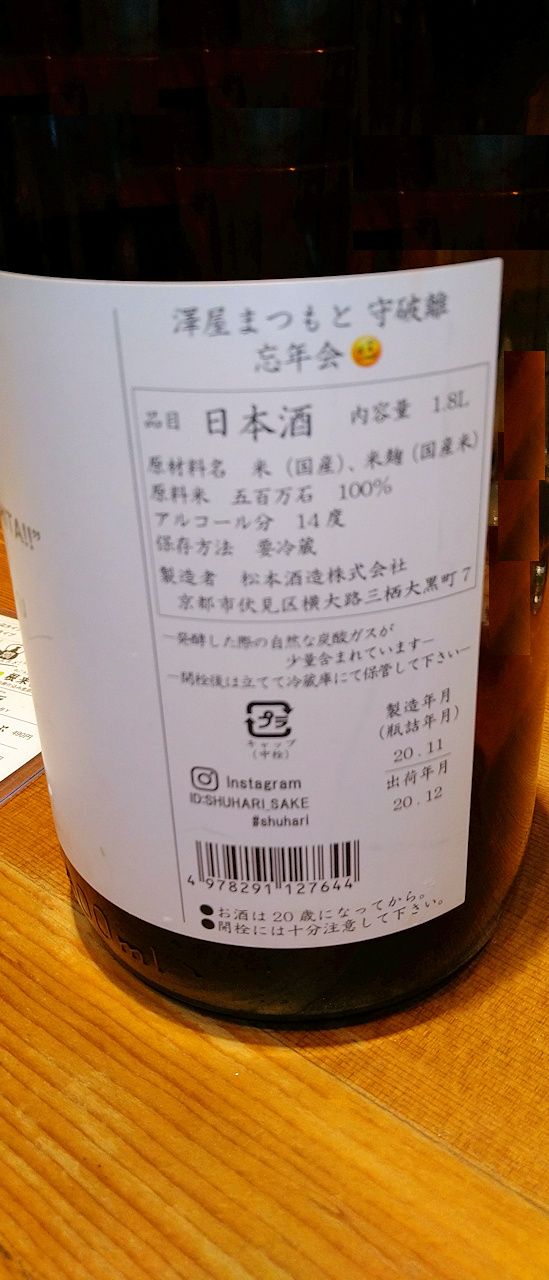 澤屋まつもと 守破離
忘年会🥴
品目 日本酒 内容量 1.8L
原材料名 米（国産）、米麹（国産米）
原料米 五百万石 100%
アルコール分 14度
保存方法 要冷蔵
製造者 松本酒造株式会社
京都市伏見区横大路三栖大黒町7
—発酵した際の自然な炭酸ガスが
少量含まれています—
—開栓後は立てて冷蔵庫にて保管して下さい—
プラ
キャップ
（中栓）
製造年月
（瓶詰年月）
20.11
出荷年月
20.12
Instagram
ID:SHUHARI_SAKE
#shuhari
4 978291 127644
●お酒は20歳になってから。
●開栓には十分注意して下さい。